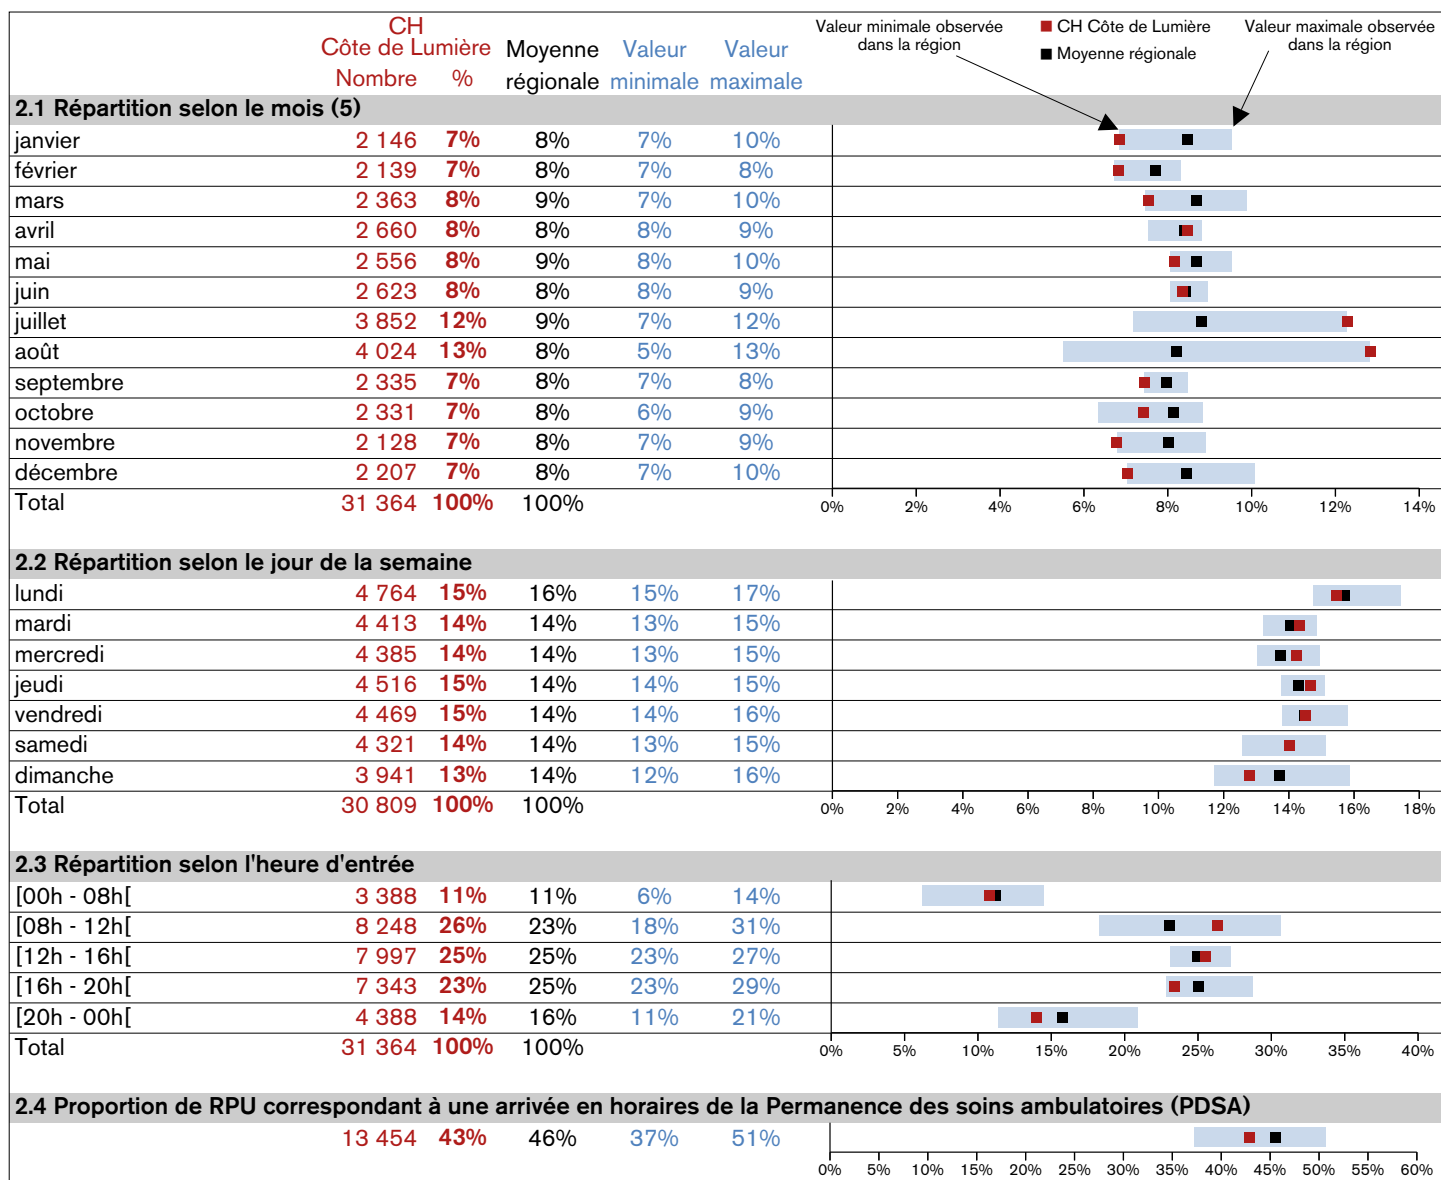 CH
Côte de Lumière
Nombre % Moyenne régionale Valeur minimale Valeur maximale
Valeur minimale observée dans la région
CH Côte de Lumière
Moyenne régionale
Valeur maximale observée dans la région
2.1 Répartition selon le mois (5)
janvier 2 146 7% 8% 7% 10%
février 2 139 7% 8% 7% 8%
mars 2 363 8% 9% 7% 10%
avril 2 660 8% 8% 8% 9%
mai 2 556 8% 9% 8% 10%
juin 2 623 8% 8% 8% 9%
juillet 3 852 12% 9% 7% 12%
août 4 024 13% 8% 5% 13%
septembre 2 335 7% 8% 7% 8%
octobre 2 331 7% 8% 6% 9%
novembre 2 128 7% 8% 7% 9%
décembre 2 207 7% 8% 7% 10%
Total 31 364 100% 100%
0% 2% 4% 6% 8% 10% 12% 14%
2.2 Répartition selon le jour de la semaine
lundi 4 764 15% 16% 15% 17%
mardi 4 413 14% 14% 13% 15%
mercredi 4 385 14% 14% 13% 15%
jeudi 4 516 15% 14% 14% 15%
vendredi 4 469 15% 14% 14% 16%
samedi 4 321 14% 14% 13% 15%
dimanche 3 941 13% 14% 12% 16%
Total 30 809 100% 100%
0% 2% 4% 6% 8% 10% 12% 14% 16% 18%
2.3 Répartition selon l'heure d'entrée
[00h - 08h[ 3 388 11% 11% 6% 14%
[08h - 12h[ 8 248 26% 23% 18% 31%
[12h - 16h[ 7 997 25% 25% 23% 27%
[16h - 20h[ 7 343 23% 25% 23% 29%
[20h - 00h[ 4 388 14% 16% 11% 21%
Total 31 364 100% 100%
0% 5% 10% 15% 20% 25% 30% 35% 40%
2.4 Proportion de RPU correspondant à une arrivée en horaires de la Permanence des soins ambulatoires (PDSA)
13 454 43% 46% 37% 51%
0% 5% 10% 15% 20% 25% 30% 35% 40% 45% 50% 55% 60%